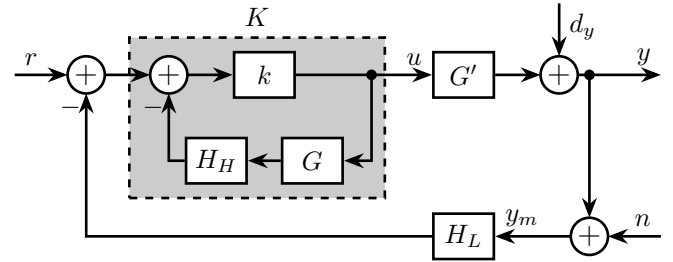 K
d_y
r + + k u G' + y
− −
H_H G
H_L y_m + n